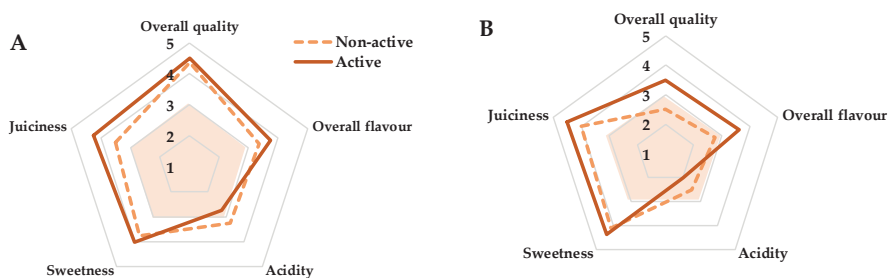 A
Overall quality
5
4
3
2
1
Non-active
Active
Juiciness
Overall flavour
Sweetness
Acidity
B
Overall quality
5
4
3
2
1
Juiciness
Overall flavour
Sweetness
Acidity